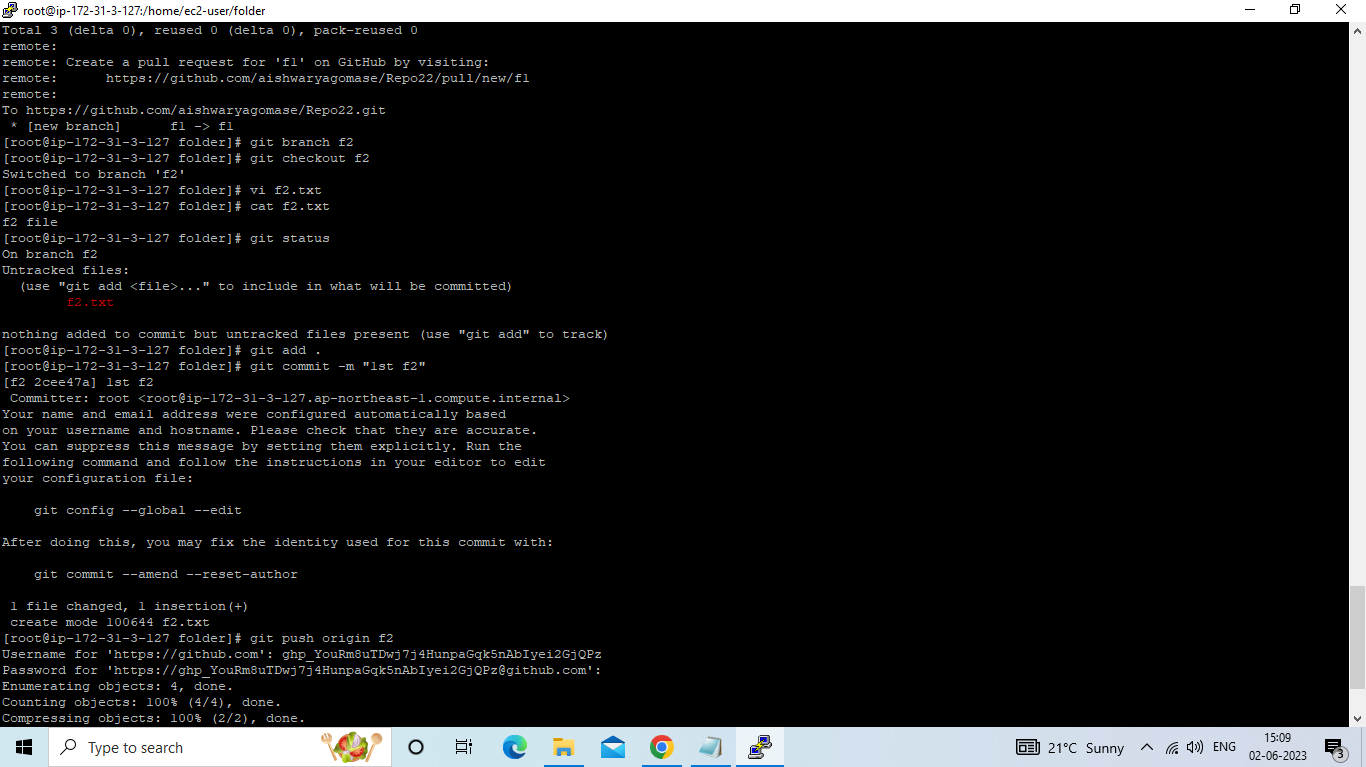 root@ip-172-31-3-127:/home/ec2-user/folder
Total 3 (delta 0), reused 0 (delta 0), pack-reused 0
remote:
remote: Create a pull request for 'f1' on GitHub by visiting:
remote:      https://github.com/aishwaryagomase/Repo22/pull/new/f1
remote:
To https://github.com/aishwaryagomase/Repo22.git
 * [new branch]      f1 -> f1
[root@ip-172-31-3-127 folder]# git branch f2
[root@ip-172-31-3-127 folder]# git checkout f2
Switched to branch 'f2'
[root@ip-172-31-3-127 folder]# vi f2.txt
[root@ip-172-31-3-127 folder]# cat f2.txt
f2 file
[root@ip-172-31-3-127 folder]# git status
On branch f2
Untracked files:
  (use "git add <file>..." to include in what will be committed)
        f2.txt

nothing added to commit but untracked files present (use "git add" to track)
[root@ip-172-31-3-127 folder]# git add .
[root@ip-172-31-3-127 folder]# git commit -m "1st f2"
[f2 2cee47a] 1st f2
 Committer: root <root@ip-172-31-3-127.ap-northeast-1.compute.internal>
Your name and email address were configured automatically based
on your username and hostname. Please check that they are accurate.
You can suppress this message by setting them explicitly. Run the
following command and follow the instructions in your editor to edit
your configuration file:

    git config --global --edit

After doing this, you may fix the identity used for this commit with:

    git commit --amend --reset-author

 1 file changed, 1 insertion(+)
 create mode 100644 f2.txt
[root@ip-172-31-3-127 folder]# git push origin f2
Username for 'https://github.com': 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
Password for 'https://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@github.com':
Enumerating objects: 4, done.
Counting objects: 100% (4/4), done.
Compressing objects: 100% (2/2), done.
Type to search
21°C Sunny
ENG
15:09
02-06-2023
3